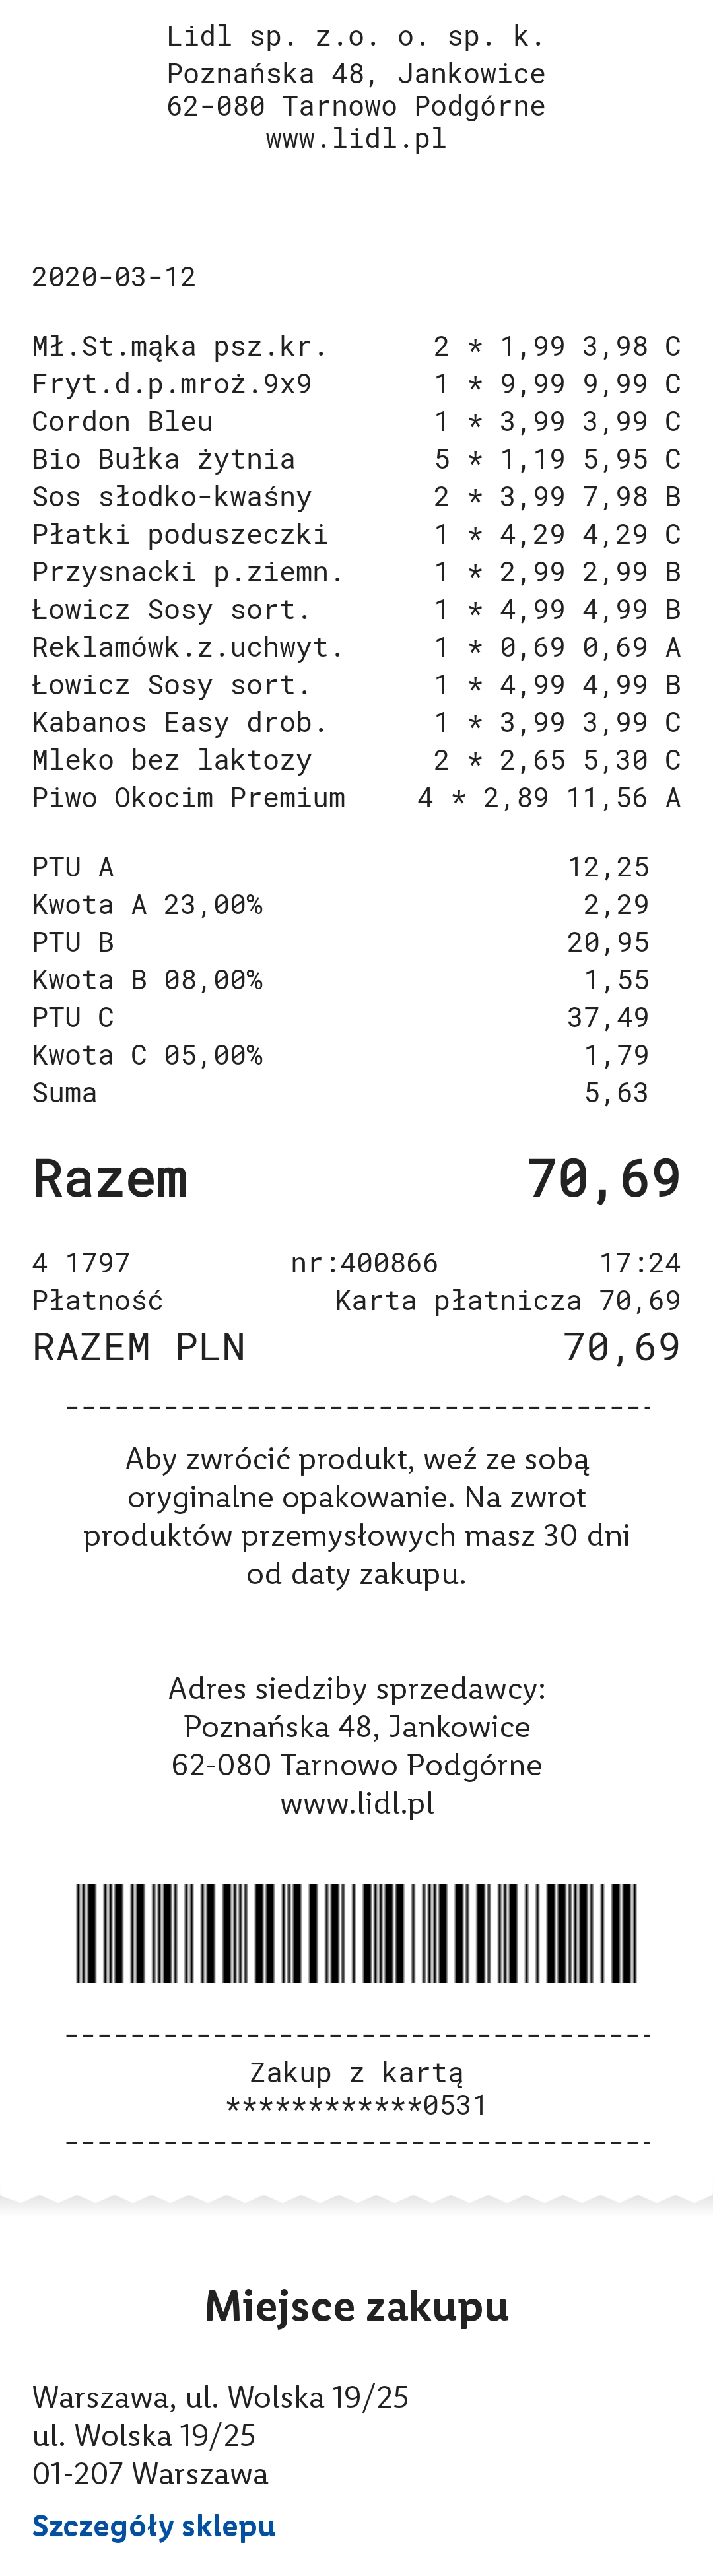 Lidl sp. z.o. o. sp. k.
Poznańska 48, Jankowice
62-080 Tarnowo Podgórne
www.lidl.pl
2020-03-12
Mł.St.mąka psz.kr. 2 * 1,99 3,98 C
Fryt.d.p.mroż.9x9 1 * 9,99 9,99 C
Cordon Bleu 1 * 3,99 3,99 C
Bio Bułka żytnia 5 * 1,19 5,95 C
Sos słodko-kwaśny 2 * 3,99 7,98 B
Płatki poduszeczki 1 * 4,29 4,29 C
Przysnacki p.ziemn. 1 * 2,99 2,99 B
Łowicz Sosy sort. 1 * 4,99 4,99 B
Reklamówk.z.uchwyt. 1 * 0,69 0,69 A
Łowicz Sosy sort. 1 * 4,99 4,99 B
Kabanos Easy drob. 1 * 3,99 3,99 C
Mleko bez laktozy 2 * 2,65 5,30 C
Piwo Okocim Premium 4 * 2,89 11,56 A
PTU A 12,25
Kwota A 23,00% 2,29
PTU B 20,95
Kwota B 08,00% 1,55
PTU C 37,49
Kwota C 05,00% 1,79
Suma 5,63
Razem 70,69
4 1797 nr:400866 17:24
Płatność Karta płatnicza 70,69
RAZEM PLN 70,69
Aby zwrócić produkt, weź ze sobą
oryginalne opakowanie. Na zwrot
produktów przemysłowych masz 30 dni
od daty zakupu.
Adres siedziby sprzedawcy:
Poznańska 48, Jankowice
62-080 Tarnowo Podgórne
www.lidl.pl
Zakup z kartą
************0531
Miejsce zakupu
Warszawa, ul. Wolska 19/25
ul. Wolska 19/25
01-207 Warszawa
Szczegóły sklepu